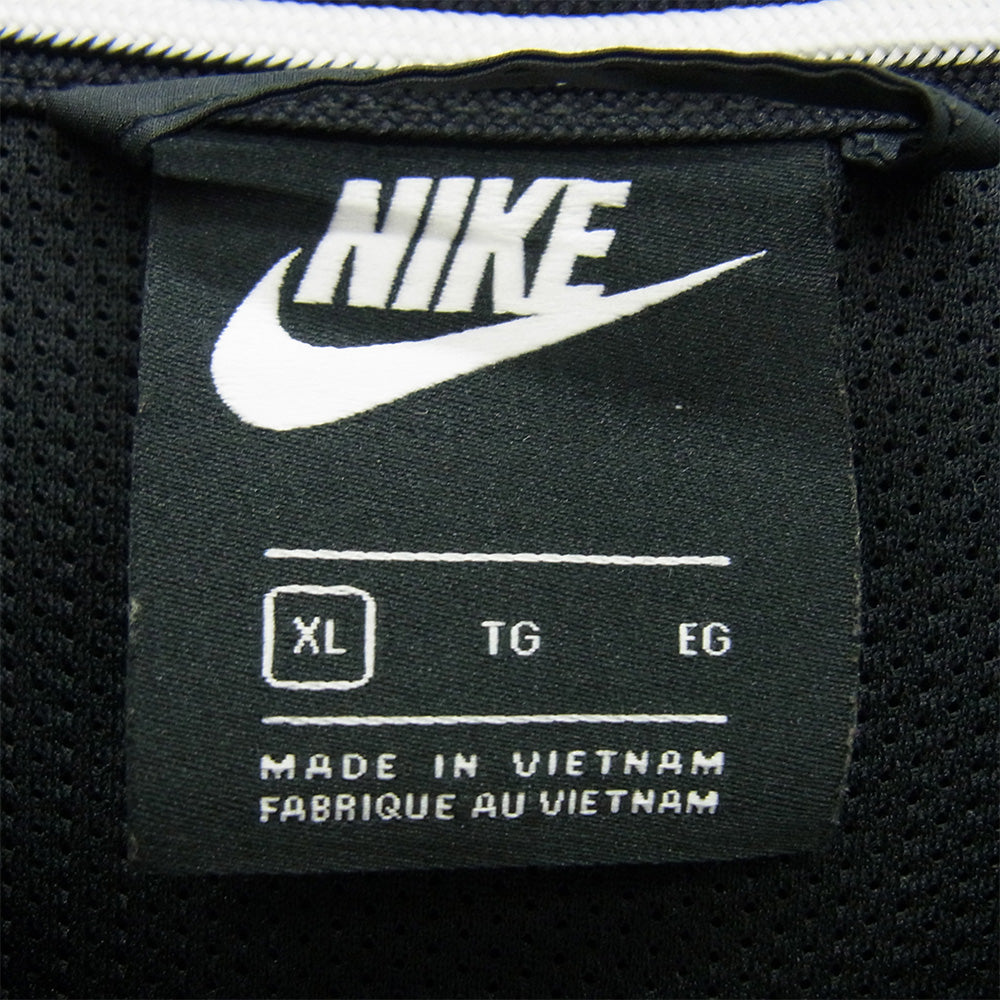 NIKE
XL TG EG
MADE IN VIETNAM
FABRIQUE AU VIETNAM